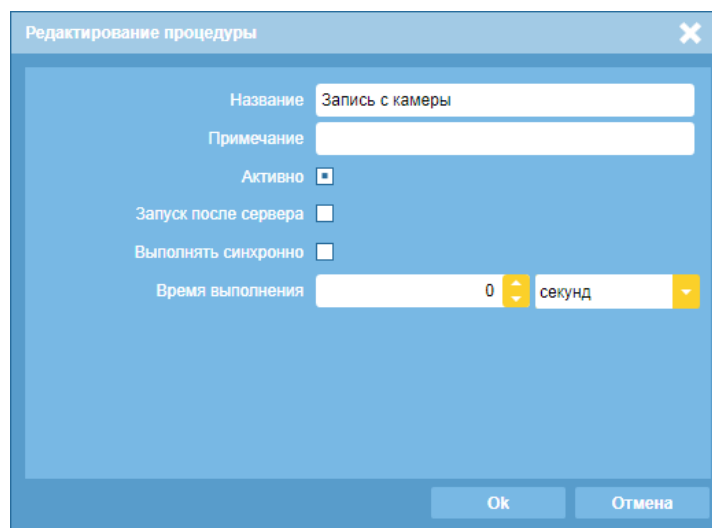 Редактирование процедуры
Название Запись с камеры
Примечание
Активно
Запуск после сервера
Выполнять синхронно
Время выполнения 0 секунд
Ok Отмена